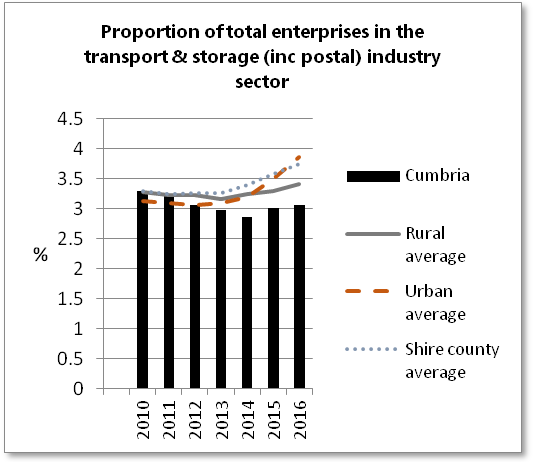 Proportion of total enterprises in the
transport & storage (inc postal) industry
sector
4.5
4
3.5
3
2.5
2
1.5
1
0.5
0
%
2010
2011
2012
2013
2014
2015
2016
Cumbria
Rural
average
Urban
average
Shire county
average